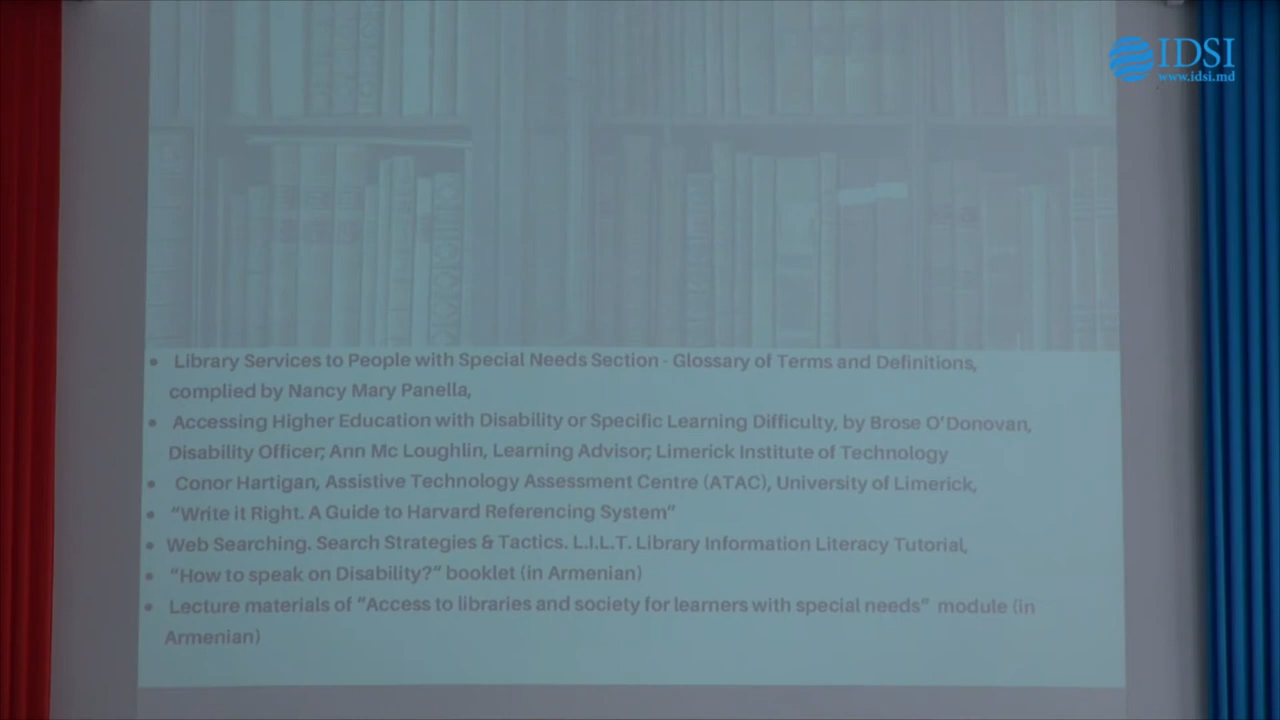 IDSI
www.idsi.md
• Library Services to People with Special Needs Section - Glossary of Terms and Definitions,
complied by Nancy Mary Panella,
• Accessing Higher Education with Disability or Specific Learning Difficulty, by Brose O'Donovan,
Disability Officer; Ann Mc Loughlin, Learning Advisor; Limerick Institute of Technology
• Conor Hartigan, Assistive Technology Assessment Centre (ATAC), University of Limerick,
• “Write it Right. A Guide to Harvard Referencing System”
• Web Searching. Search Strategies & Tactics. L.I.L.T. Library Information Literacy Tutorial,
• “How to speak on Disability?“ booklet (in Armenian)
• Lecture materials of “Access to libraries and society for learners with special needs” module (in
Armenian)